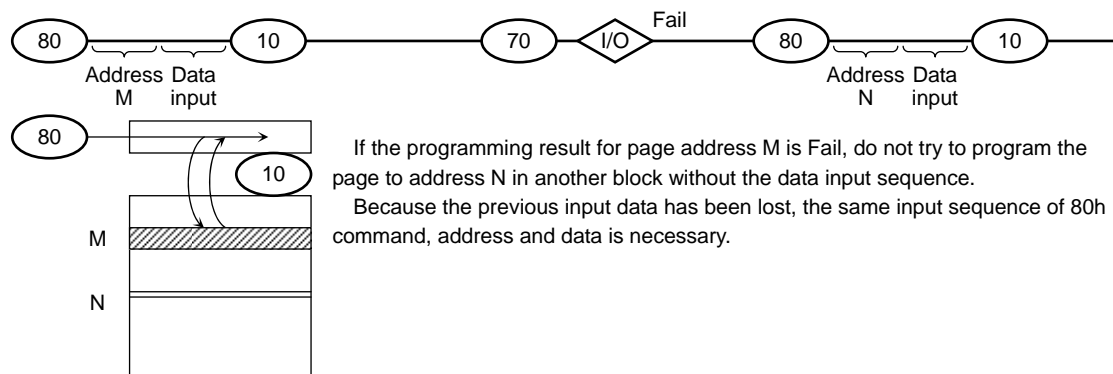 Fail
80 10 70 I/O 80 10
Address Data Address Data
M input N input
80
If the programming result for page address M is Fail, do not try to program the
10
page to address N in another block without the data input sequence.
Because the previous input data has been lost, the same input sequence of 80h
M
command, address and data is necessary.
N